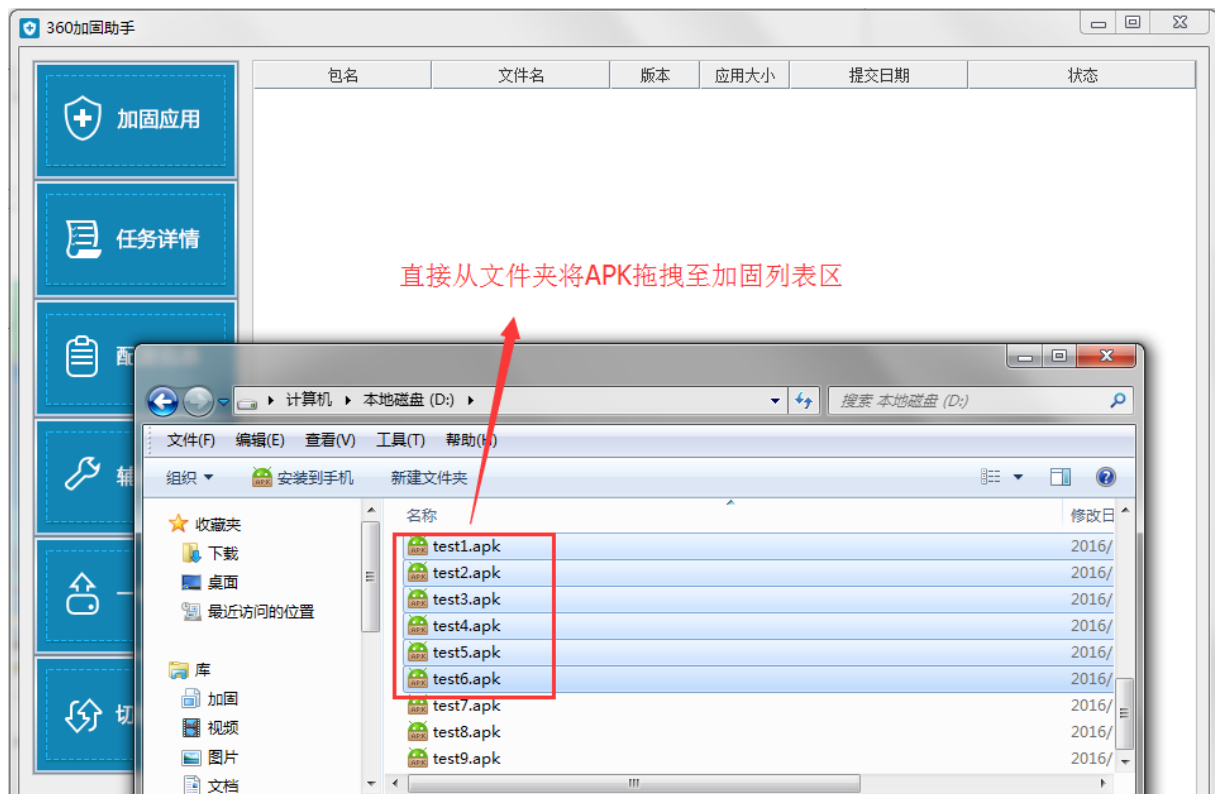 360加固助手
包名 文件名 版本 应用大小 提交日期 状态
加固应用
任务详情
直接从文件夹将APK拖拽至加固列表区
配
计算机 本地磁盘 (D:)
搜索 本地磁盘 (D:)
文件(F) 编辑(E) 查看(V) 工具(T) 帮助(H)
辅
组织 安装到手机 新建文件夹
名称 修改日
收藏夹
下载
桌面
最近访问的位置
库
加固
视频
图片
文档
一
切
test1.apk 2016/
test2.apk 2016/
test3.apk 2016/
test4.apk 2016/
test5.apk 2016/
test6.apk 2016/
test7.apk 2016/
test8.apk 2016/
test9.apk 2016/